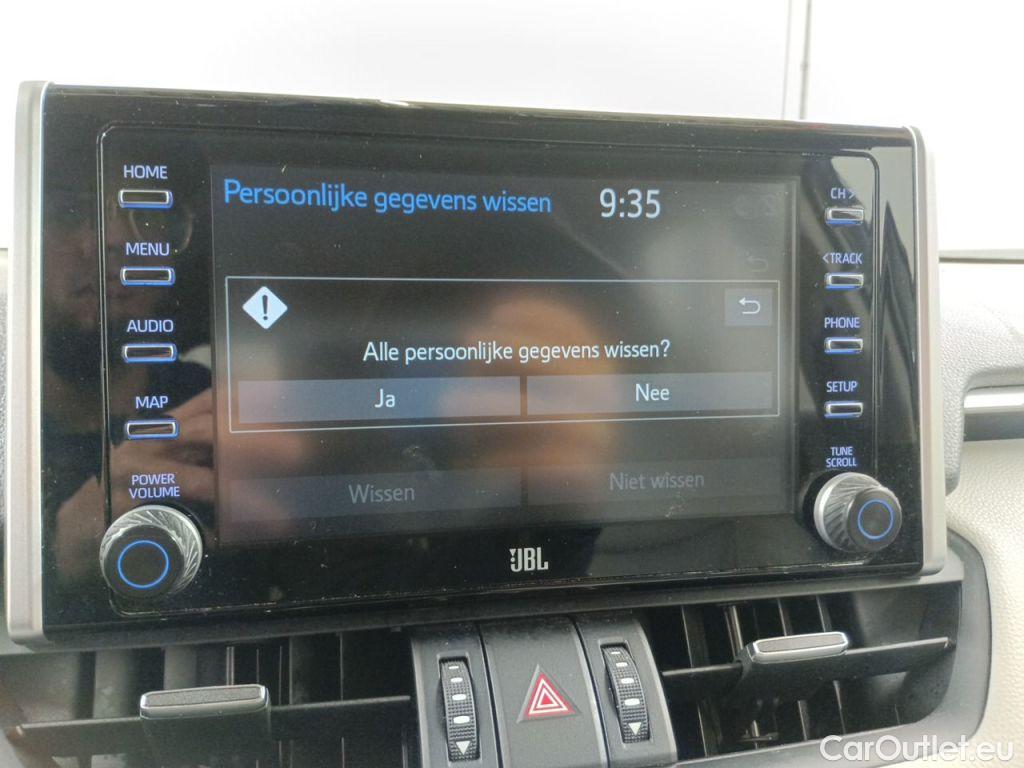 HOME
MENU
AUDIO
MAP
POWER
VOLUME
Persoonlijke gegevens wissen 9:35
Alle persoonlijke gegevens wissen?
Ja Nee
Wissen Niet wissen
CH >
< TRACK
PHONE
SETUP
TUNE
SCROLL
JBL
CarOutlet.eu